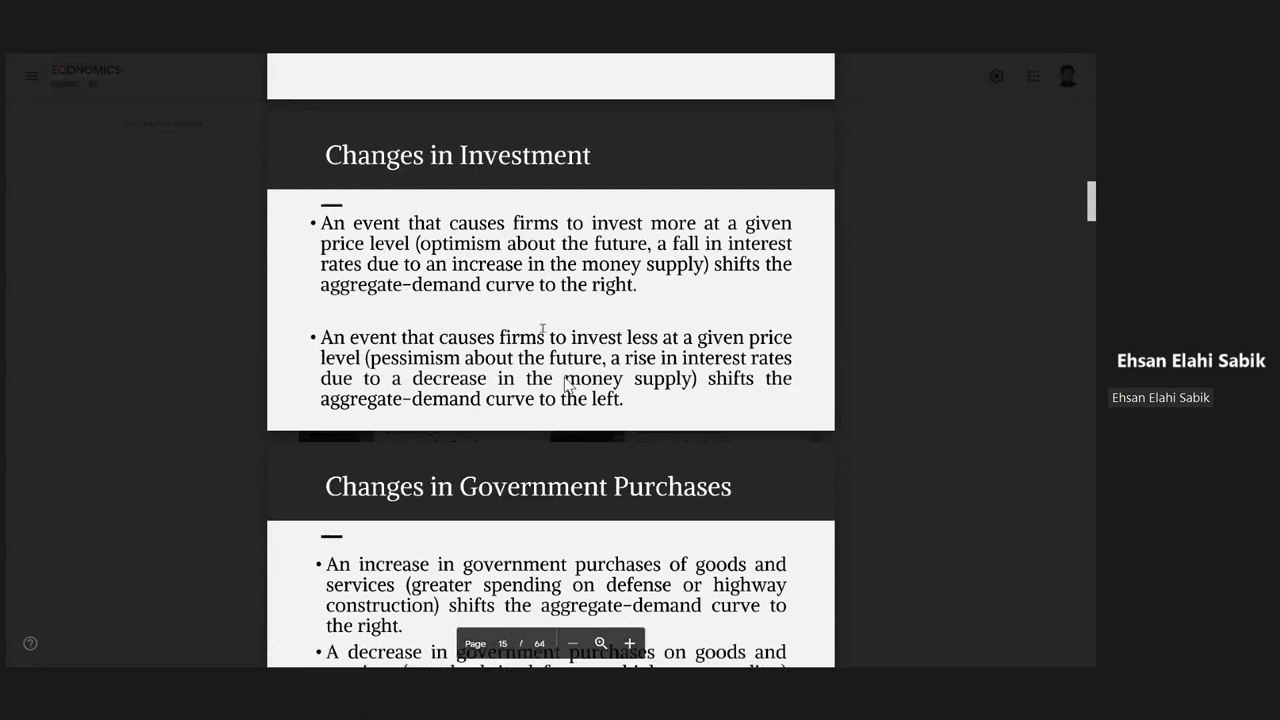 ECONOMICS
Changes in Investment
• An event that causes firms to invest more at a given
price level (optimism about the future, a fall in interest
rates due to an increase in the money supply) shifts the
aggregate-demand curve to the right.
• An event that causes firms to invest less at a given price
level (pessimism about the future, a rise in interest rates
due to a decrease in the money supply) shifts the
aggregate-demand curve to the left.
Changes in Government Purchases
• An increase in government purchases of goods and
services (greater spending on defense or highway
construction) shifts the aggregate-demand curve to
the right.
• A decrease in government purchases on goods and
Page 15 / 64
Ehsan Elahi Sabik
Ehsan Elahi Sabik